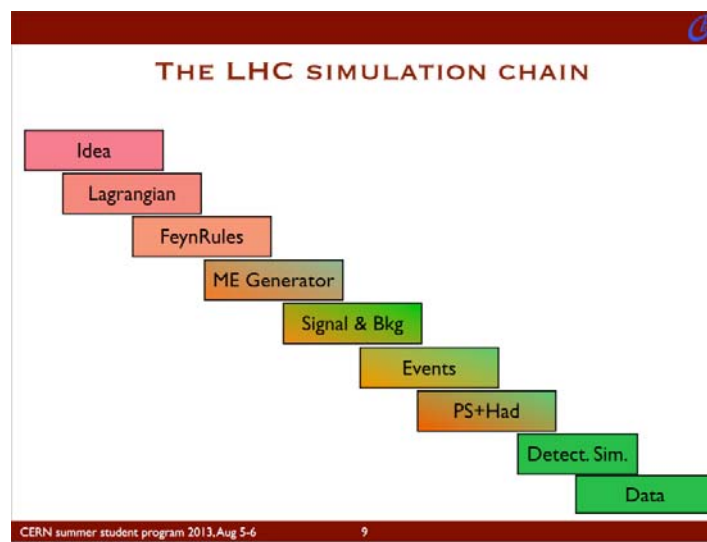 THE LHC SIMULATION CHAIN
Idea
Lagrangian
FeynRules
ME Generator
Signal & Bkg
Events
PS+Had
Detect. Sim.
Data
CERN summer student program 2013, Aug 5-6
9